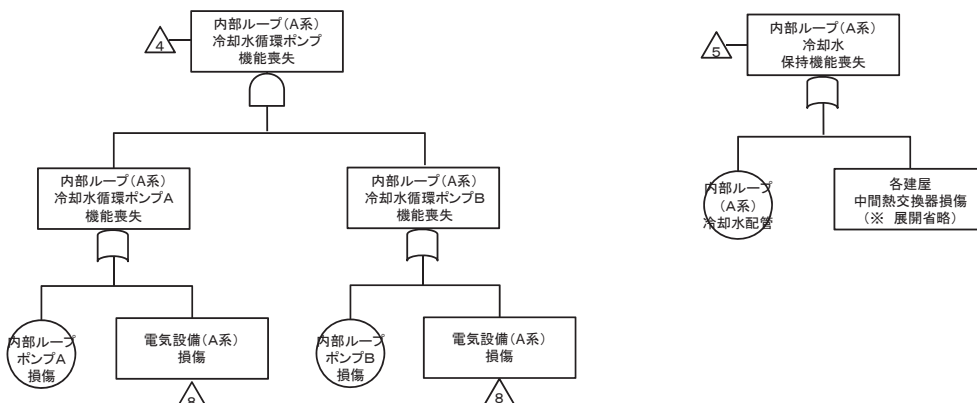 4
内部ループ(A系)
冷却水循環ポンプ
機能喪失
5
内部ループ(A系)
冷却水
保持機能喪失
内部ループ(A系)
冷却水循環ポンプA
機能喪失
内部ループ(A系)
冷却水循環ポンプB
機能喪失
内部ループ
(A系)
冷却水配管
各建屋
中間熱交換器損傷
(※ 展開省略)
内部ループ
ポンプA
損傷
電気設備(A系)
損傷
8
内部ループ
ポンプB
損傷
電気設備(A系)
損傷
8